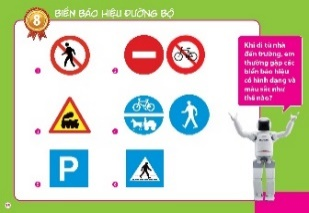 8
BIỂN BÁO HIỆU ĐƯỜNG BỘ
Khi đi từ nhà
đến trường, em
thường gặp các
biển báo hiệu
có hình dạng và
màu sắc như
thế nào?
P